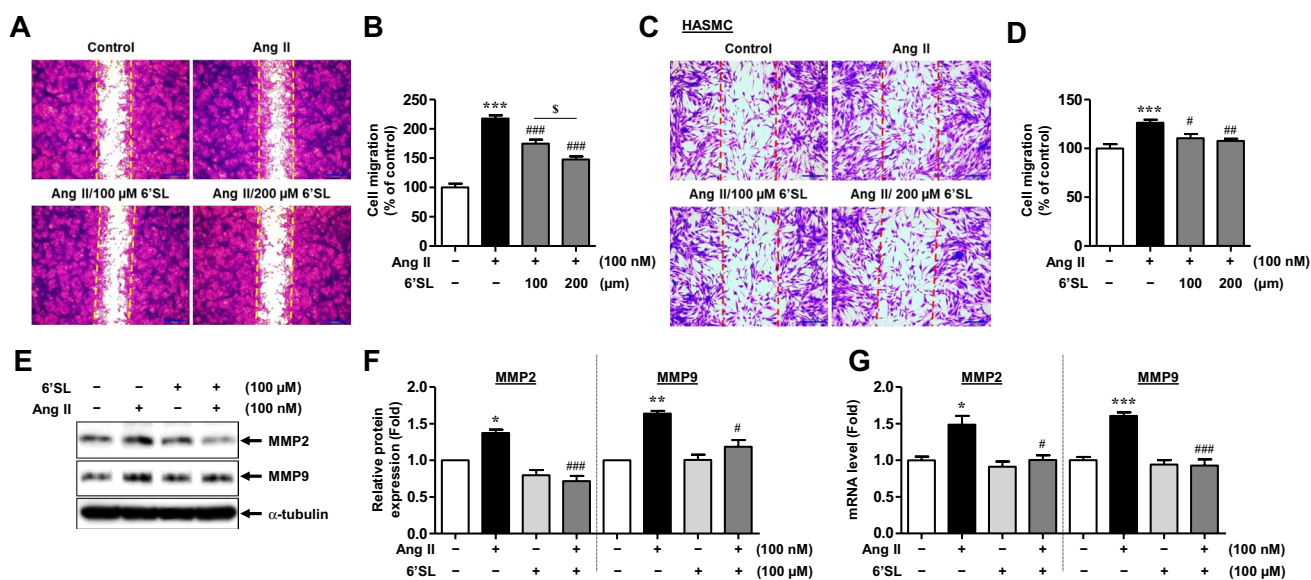 A
Control
Ang II
Ang II/100 µM 6'SL
Ang II/200 µM 6'SL
B
Cell migration
(% of control)
250
200
150
100
50
0
***
###
$
###
Ang II – + + + (100 nM)
6'SL – – 100 200 (µm)
C
HASMC
Control
Ang II
Ang II/100 µM 6'SL
Ang II/ 200 µM 6'SL
D
Cell migration
(% of control)
150
100
50
0
***
#
##
Ang II – + + + (100 nM)
6'SL – – 100 200 (µm)
E
6'SL – – + + (100 µM)
Ang II – + – + (100 nM)
MMP2
MMP9
α-tubulin
F
MMP2
MMP9
Relative protein
expression (Fold)
2.0
1.5
1.0
0.5
0.0
*
###
**
#
Ang II – + – + – + – + (100 nM)
6'SL – – + + – – + + (100 µM)
G
MMP2
MMP9
mRNA level (Fold)
2.0
1.5
1.0
0.5
0.0
*
#
***
###
Ang II – + – + – + – + (100 nM)
6'SL – – + + – – + + (100 µM)